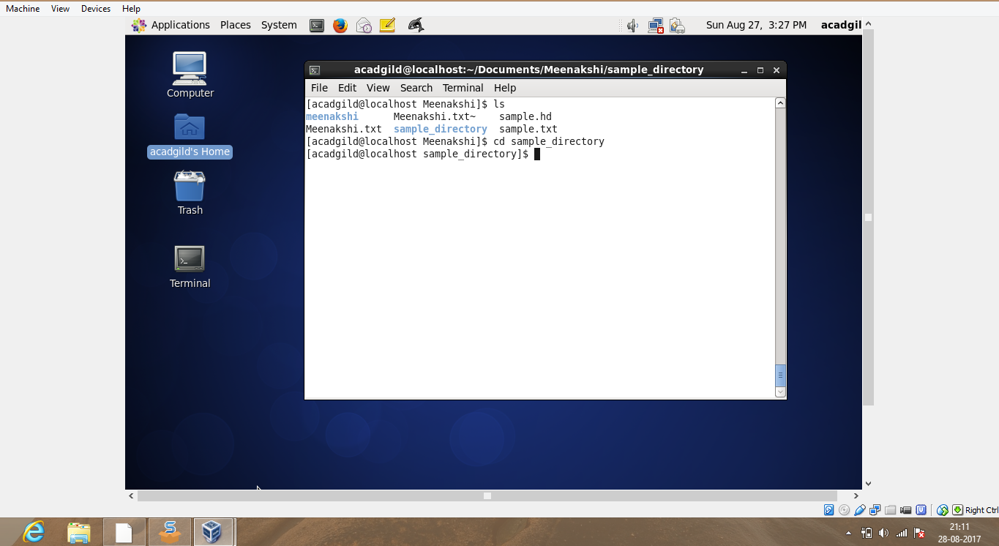 Machine View Devices Help
Applications Places System Sun Aug 27, 3:27 PM acadgil
Computer
acadgild's Home
Trash
Terminal
acadgild@localhost:~/Documents/Meenakshi/sample_directory
File Edit View Search Terminal Help
[acadgild@localhost Meenakshi]$ ls
meenakshi Meenakshi.txt~ sample.hd
Meenakshi.txt sample_directory sample.txt
[acadgild@localhost Meenakshi]$ cd sample_directory
[acadgild@localhost sample_directory]$
Right Ctrl
21:11
28-08-2017